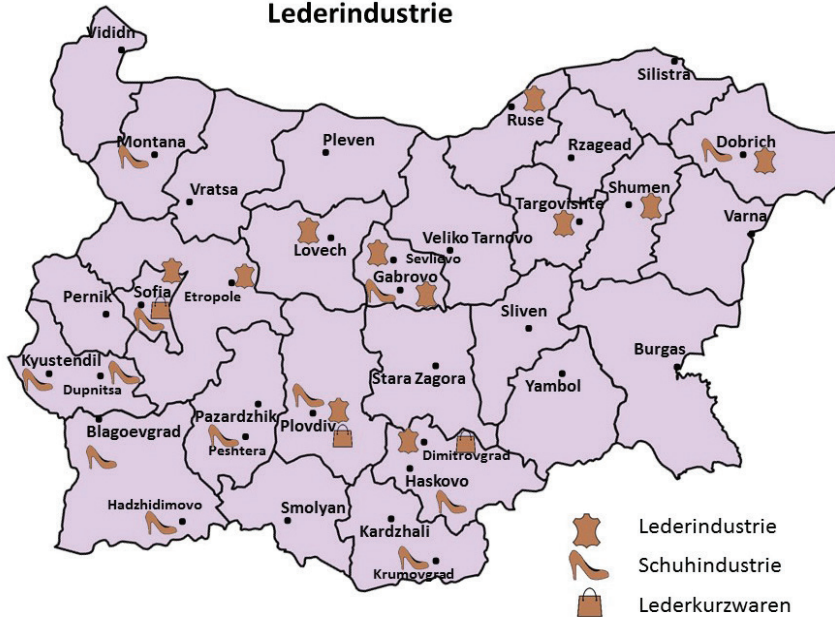 Lederindustrie
Vididn
Silistra
Ruse
Montana
Pleven
Rzagead
Dobrich
Vratsa
Targovishte
Shumen
Varna
Lovech
Veliko Tarnovo
Sevlievo
Gabrovo
Sofia
Etropole
Pernik
Sliven
Burgas
Kyustendil
Dupnitsa
Stara Zagora
Yambol
Pazardzhik
Plovdiv
Blagoevgrad
Peshtera
Dimitrovgrad
Haskovo
Hadzhidimovo
Smolyan
Kardzhali
Krumovgrad
Lederindustrie
Schuhindustrie
Lederkurzwaren